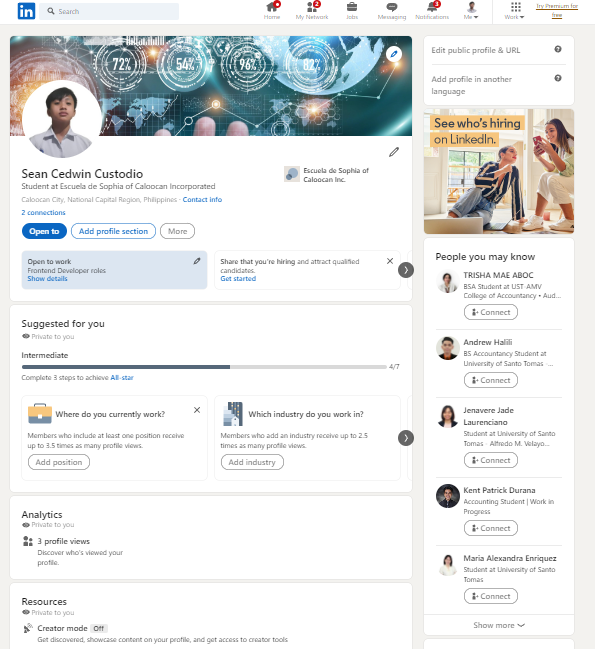 in
Search
Home
2
My Network
Jobs
Messaging
3
Notifications
Me
Work
Try Premium for
free
72%
54%
96%
82%
Sean Cedwin Custodio
Student at Escuela de Sophia of Caloocan Incorporated
Caloocan City, National Capital Region, Philippines · Contact info
2 connections
Escuela de Sophia of
Caloocan Inc.
Open to
Add profile section
More
Open to work
Frontend Developer roles
Show details
Share that you're hiring and attract qualified
candidates.
Get started
Suggested for you
Private to you
Intermediate
4/7
Complete 3 steps to achieve All-star
Where do you currently work?
Members who include at least one position receive
up to 3.5 times as many profile views.
Add position
Which industry do you work in?
Members who add an industry receive up to 2.5
times as many profile views.
Add industry
Analytics
Private to you
3 profile views
Discover who's viewed your
profile.
Resources
Private to you
Creator mode Off
Get discovered, showcase content on your profile, and get access to creator tools
Edit public profile & URL
Add profile in another
language
See who's hiring
on LinkedIn.
People you may know
TRISHA MAE ABOC
BSA Student at UST-AMV
College of Accountancy • Aud...
Connect
Andrew Halili
BS Accountancy Student at
University of Santo Tomas ·...
Connect
Jenavere Jade
Laurenciano
Student at University of Santo
Tomas · Alfredo M. Velayo...
Connect
Kent Patrick Durana
Accounting Student | Work in
Progress
Connect
Maria Alexandra Enriquez
Student at University of Santo
Tomas
Connect
Show more